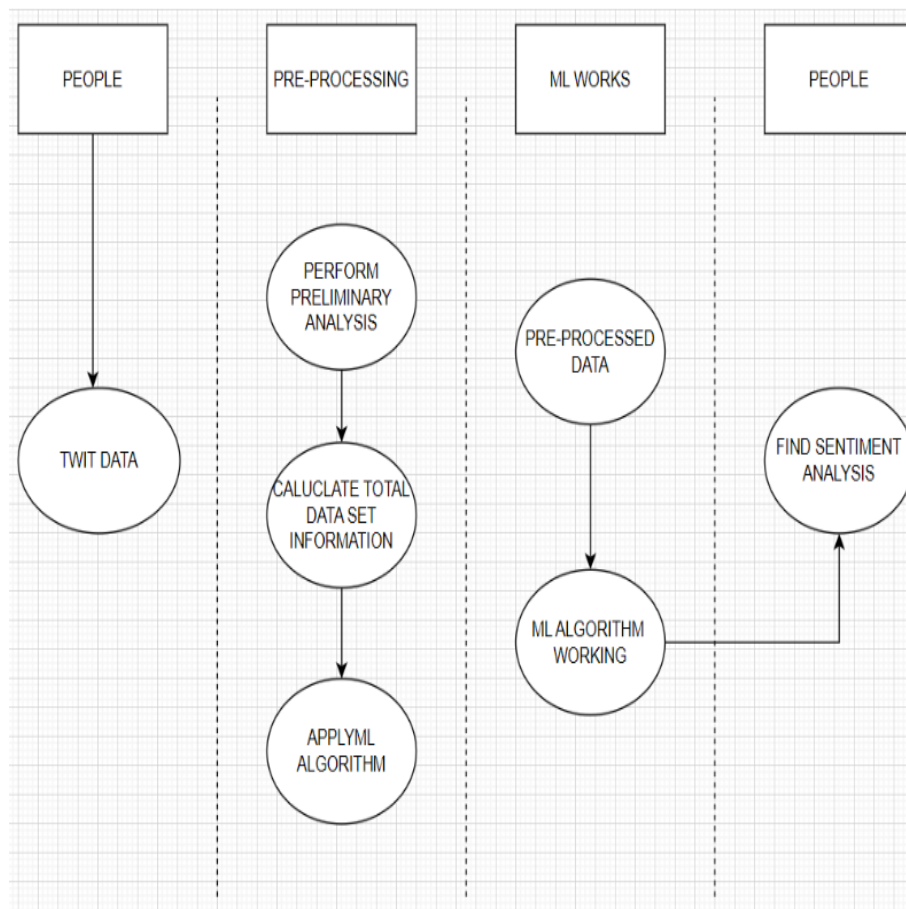 PEOPLE
PRE-PROCESSING
ML WORKS
PEOPLE
TWIT DATA
PERFORM
PRELIMINARY
ANALYSIS
CALUCLATE TOTAL
DATA SET
INFORMATION
APPLYML
ALGORITHM
PRE-PROCESSED
DATA
ML ALGORITHM
WORKING
FIND SENTIMENT
ANALYSIS